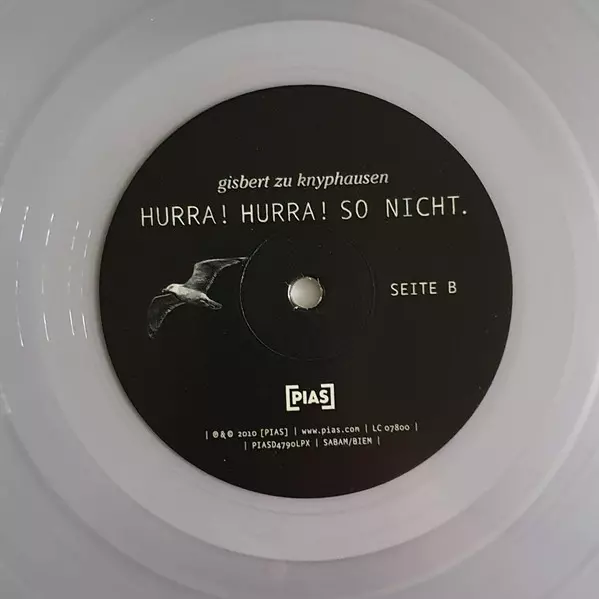 gisbert zu knyphausen
HURRA! HURRA! SO NICHT.
SEITE B
[PIAS]
| ℗&© 2010 [PIAS] | www.pias.com | LC 07800 |
| PIASD4790LPX | SABAM/BIEM |